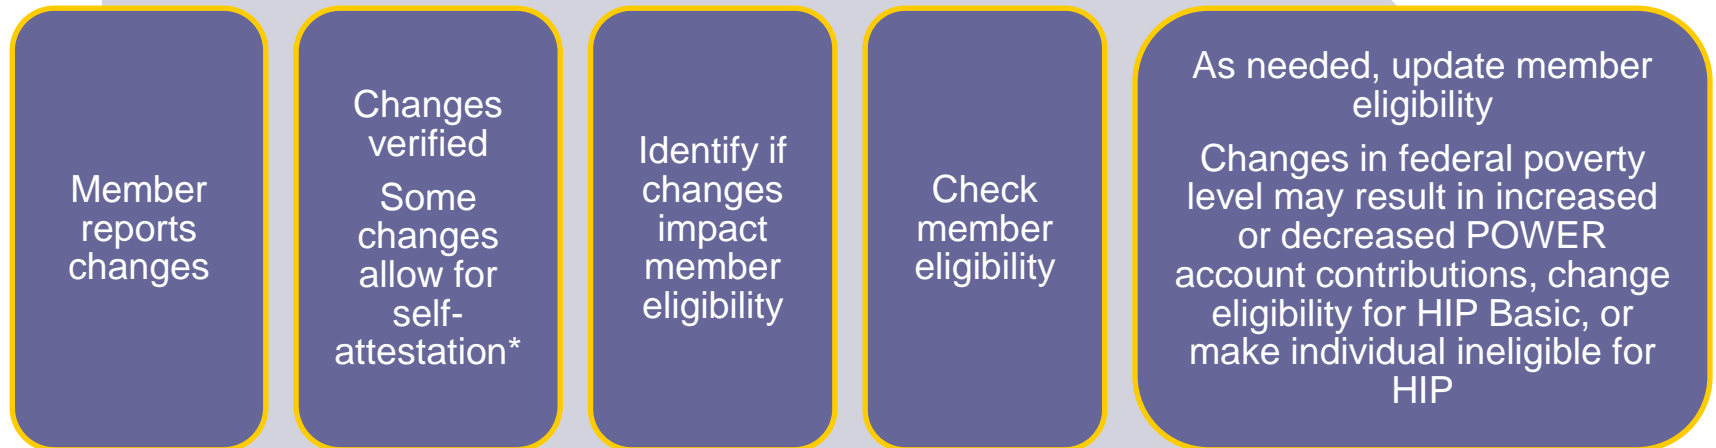 Member
reports
changes
Changes
verified
Some
changes
allow for
self-
attestation*
Identify if
changes
impact
member
eligibility
Check
member
eligibility
As needed, update member
eligibility
Changes in federal poverty
level may result in increased
or decreased POWER
account contributions, change
eligibility for HIP Basic, or
make individual ineligible for
HIP